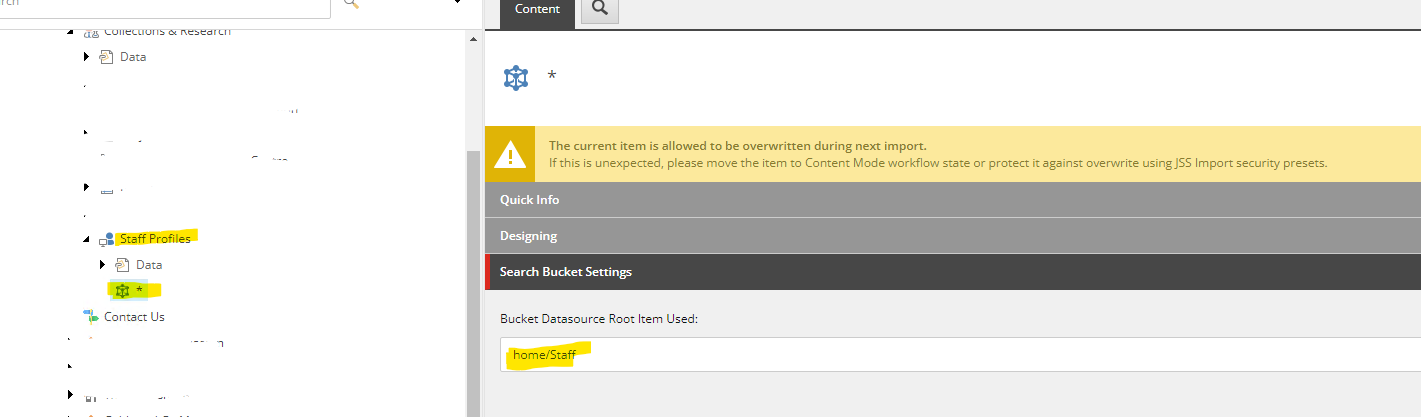 Content
Collections & Research
Data
*
The current item is allowed to be overwritten during next import.
If this is unexpected, please move the item to Content Mode workflow state or protect it against overwrite using JSS Import security presets.
Quick Info
Designing
Staff Profiles
Data
Search Bucket Settings
*
Contact Us
Bucket Datasource Root Item Used:
home/Staff